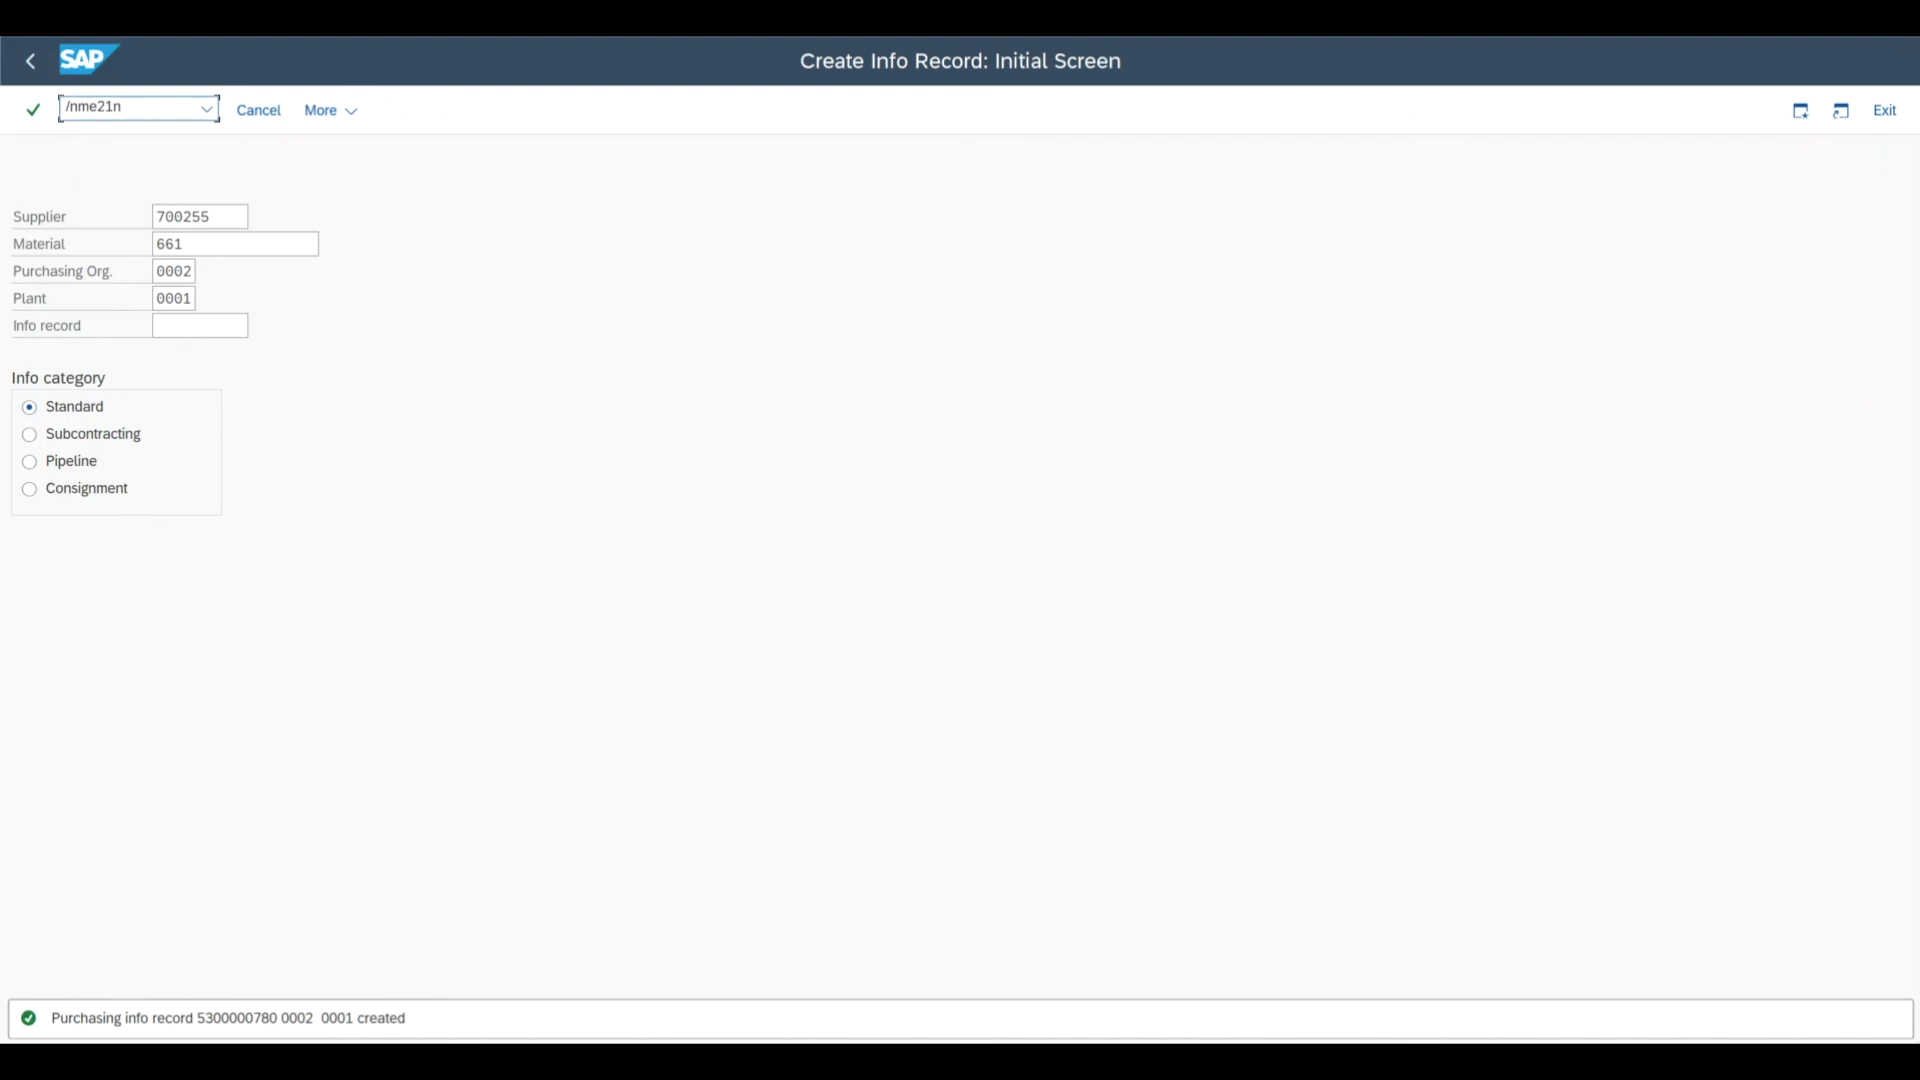 SAP
Create Info Record: Initial Screen
/nme21n
Cancel
More
Exit
Supplier 700255
Material 661
Purchasing Org. 0002
Plant 0001
Info record
Info category
Standard
Subcontracting
Pipeline
Consignment
Purchasing info record 5300000780 0002 0001 created